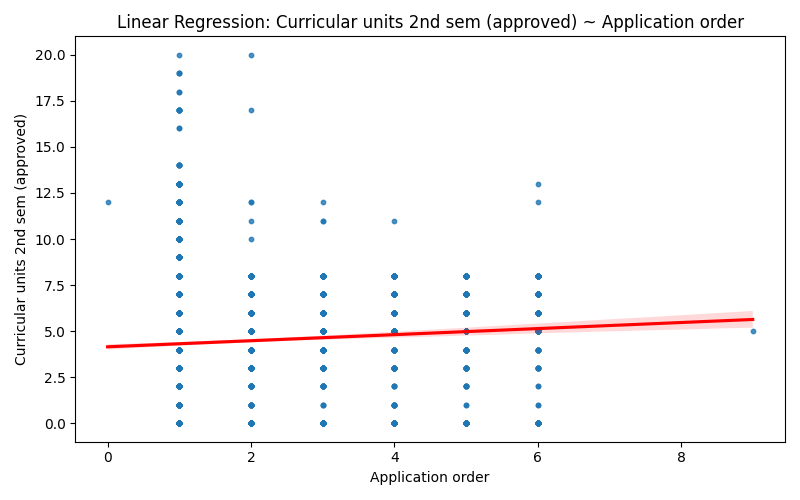 Linear Regression: Curricular units 2nd sem (approved) ~ Application order
Curricular units 2nd sem (approved)
20.0
17.5
15.0
12.5
10.0
7.5
5.0
2.5
0.0
0 2 4 6 8
Application order